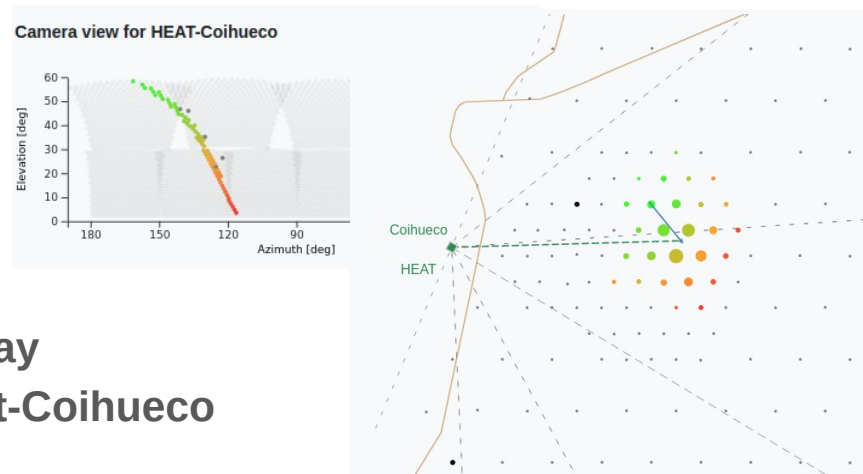 Camera view for HEAT-Coihueco
60
50
40
30
20
10
0
Elevation [deg]
180 150 120 90
Azimuth [deg]
Coihueco
HEAT
ay
t-Coihueco